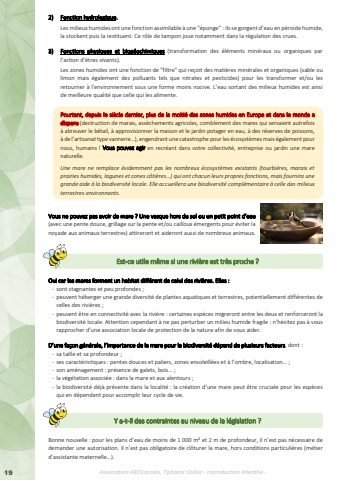 2) Fonction hydrologique.
Les milieux humides ont une fonction assimilable à une "éponge" : ils se gorgent d'eau en période humide,
la stockent puis la restituent. Ce rôle de tampon joue notamment dans la régulation des crues.
3) Fonctions physiques et biogéochimiques (transformation des éléments minéraux ou organiques par
l'action d'êtres vivants).
Les zones humides ont une fonction de "filtre" qui reçoit des matières minérales et organiques (sable ou
limon mais également des polluants tels que nitrates et pesticides) pour les transformer et/ou les
retourner à l'environnement sous une forme moins nocive. L'eau sortant des milieux humides est ainsi
de meilleure qualité que celle qui les alimente.
Pourtant, depuis le siècle dernier, plus de la moitié des zones humides en Europe et dans le monde a
disparu (destruction de marais, assèchements agricoles, comblement des mares qui servaient autrefois
à abreuver le bétail, à approvisionner la maison et le jardin potager en eau, à des réserves de poissons,
à de l'artisanat type vannerie...), engendrant une catastrophe pour les écosystèmes mais également pour
nous, humains ! Vous pouvez agir en recréant dans votre collectivité, entreprise ou jardin une mare
naturelle.
Une mare ne remplace évidemment pas les nombreux écosystèmes existants (tourbières, marais et
prairies humides, lagunes et zones côtières...) qui ont chacun leurs propres fonctions, mais fournira une
grande aide à la biodiversité locale. Elle accueillera une biodiversité complémentaire à celle des milieux
terrestres environnants.
Vous ne pouvez pas avoir de mare ? Une vasque hors du sol ou un petit point d'eau
(avec une pente douce, grillage sur la pente et/ou cailloux émergents pour éviter la
noyade aux animaux terrestres) attireront et aideront aussi de nombreux animaux.
Est-ce utile même si une rivière est très proche ?
Oui car les mares forment un habitat différent de celui des rivières. Elles :
- sont stagnantes et peu profondes ;
- peuvent héberger une grande diversité de plantes aquatiques et terrestres, potentiellement différentes de
celles des rivières ;
- peuvent être en connectivité avec la rivière : certaines espèces migreront entre les deux et renforceront la
biodiversité locale. Attention cependant à ne pas perturber un milieu humide fragile : n'hésitez pas à vous
rapprocher d'une association locale de protection de la nature afin de vous aider.
D'une façon générale, l'importance de la mare pour la biodiversité dépend de plusieurs facteurs, dont :
- sa taille et sa profondeur ;
- ses caractéristiques : pentes douces et paliers, zones ensoleillées et à l'ombre, localisation... ;
- son aménagement : présence de galets, bois... ;
- la végétation associée : dans la mare et aux alentours ;
- la biodiversité déjà présente dans la localité : la création d'une mare peut être cruciale pour les espèces
qui en dépendent pour accomplir leur cycle de vie.
Y a-t-il des contraintes au niveau de la législation ?
Bonne nouvelle : pour les plans d'eau de moins de 1 000 m² et 2 m de profondeur, il n'est pas nécessaire de
demander une autorisation. Il n'est pas obligatoire de clôturer la mare, hors conditions particulières (métier
d'assistante maternelle...).
19